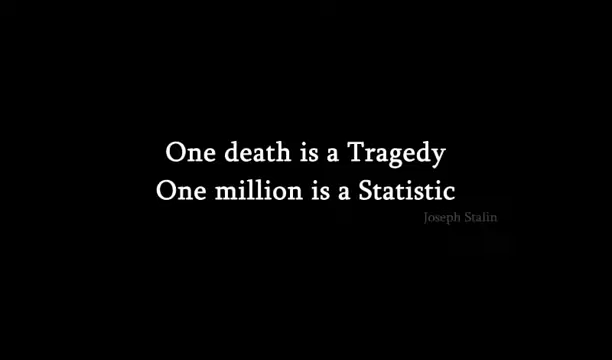 One death is a Tragedy
One million is a Statistic
Joseph Stalin